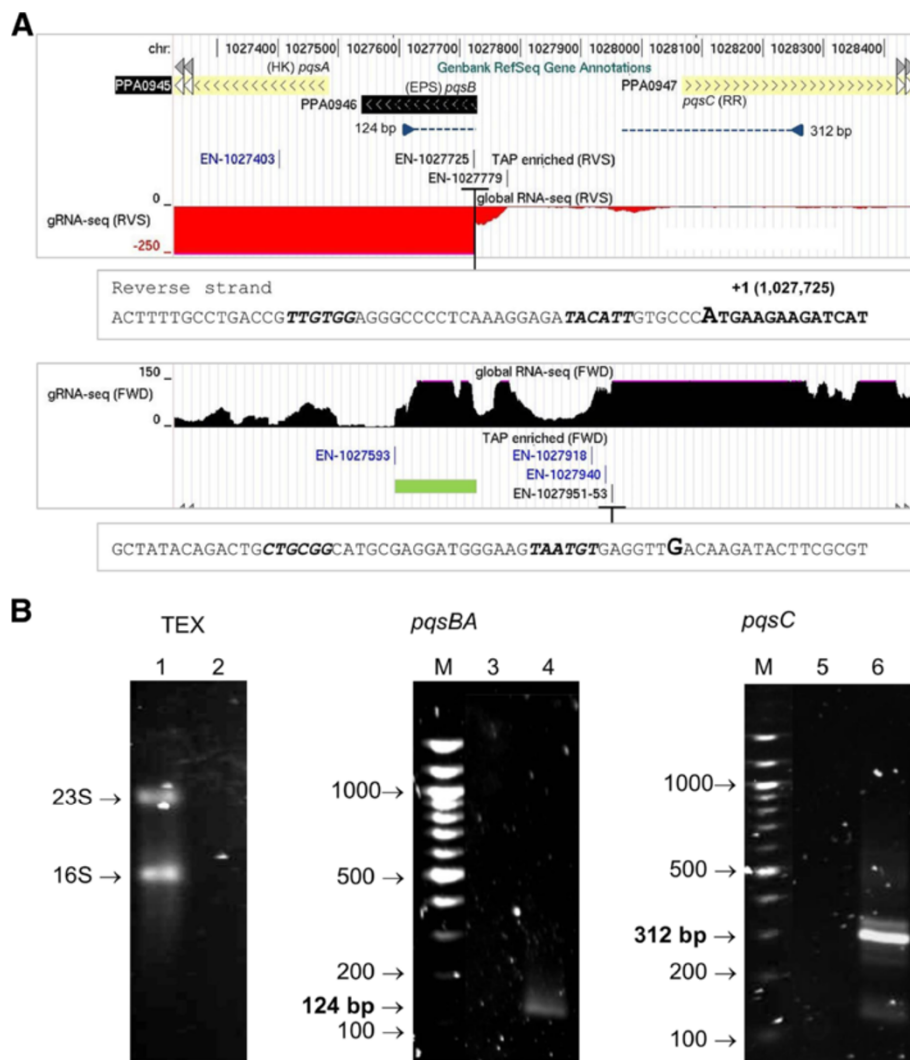 A
chr:
1027400
1027500
1027600
1027700
1027800
1027900
1028000
1028100
1028200
1028300
1028400
(HK) pqsA
Genbank RefSeq Gene Annotations
PPA0945
(EPS) pqsB
PPA0947
PPA0946
pqsC (RR)
124 bp
312 bp
EN-1027403
EN-1027725
TAP enriched (RVS)
EN-1027779
0
global RNA-seq (RVS)
gRNA-seq (RVS)
-250
Reverse strand
+1 (1,027,725)
ACTTTTGCCTGACCGTTGTGGAGGGCCCCTCAAAGGAGATACATTGTGCCCATGAAGAAGATCAT
150
global RNA-seq (FWD)
gRNA-seq (FWD)
0
TAP enriched (FWD)
EN-1027593
EN-1027918
EN-1027940
EN-1027951-53
GCTATACAGACTGCTGCGGCATGCGAGGATGGGAAGTAATGTGAGGTTGACAAGATACTTCGCGT
B
TEX
pqsBA
pqsC
1 2
M 3 4
M 5 6
23S
16S
1000
500
200
124 bp
100
1000
500
312 bp
200
100